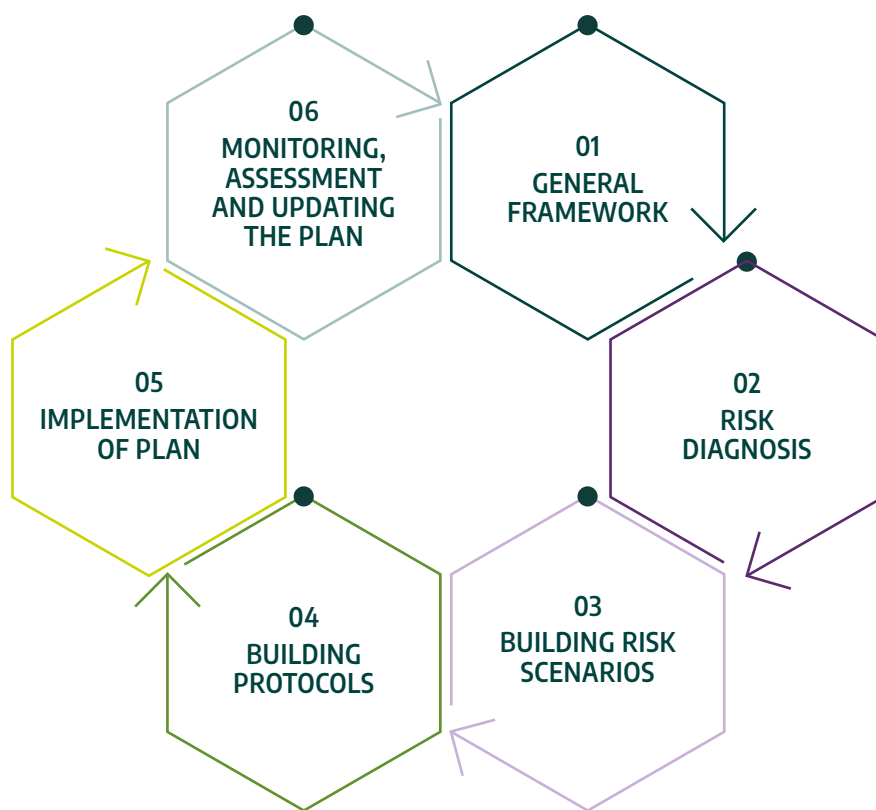 01
GENERAL
FRAMEWORK
02
RISK
DIAGNOSIS
03
BUILDING RISK
SCENARIOS
04
BUILDING
PROTOCOLS
05
IMPLEMENTATION
OF PLAN
06
MONITORING,
ASSESSMENT
AND UPDATING
THE PLAN